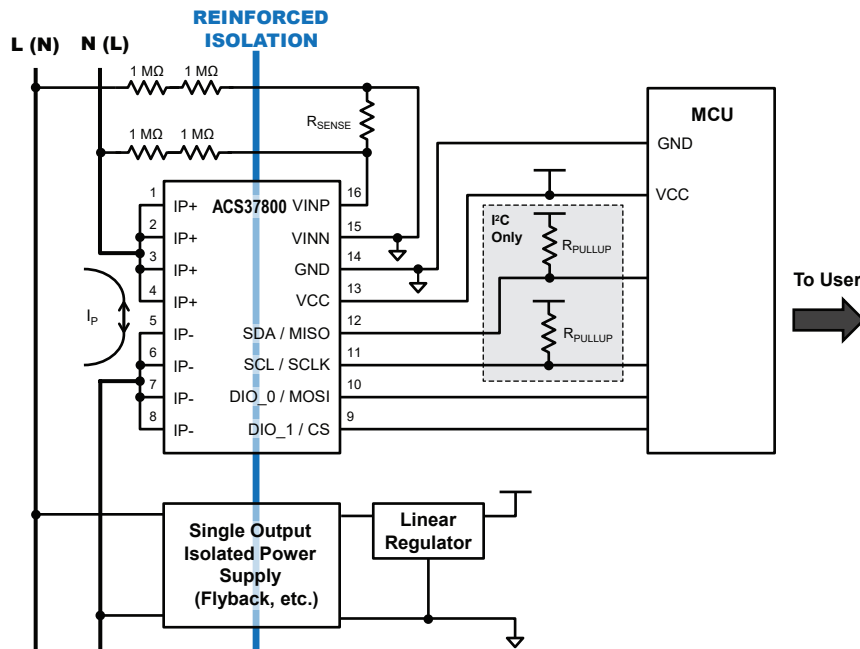 REINFORCED
ISOLATION
L (N)
N (L)
1 MΩ
1 MΩ
RSENSE
1 MΩ
1 MΩ
MCU
GND
VCC
ACS37800
1
IP+
2
IP+
3
IP+
4
IP+
5
IP-
6
IP-
7
IP-
8
IP-
16
VINP
15
VINN
14
GND
13
VCC
12
SDA / MISO
11
SCL / SCLK
10
DIO_0 / MOSI
9
DIO_1 / CS
IP
I²C
Only
RPULLUP
RPULLUP
To User
Single Output
Isolated Power
Supply
(Flyback, etc.)
Linear
Regulator